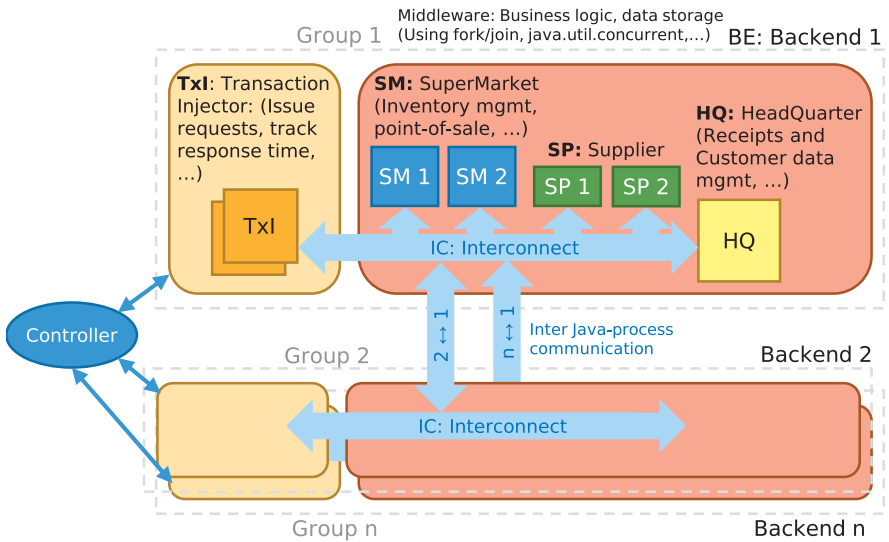 Middleware: Business logic, data storage
(Using fork/join, java.util.concurrent,...)
Group 1
BE: Backend 1
TxI: Transaction
Injector: (Issue
requests, track
response time,
...)
TxI
SM: SuperMarket
(Inventory mgmt,
point-of-sale, ...)
SM 1
SM 2
SP: Supplier
SP 1
SP 2
HQ: HeadQuarter
(Receipts and
Customer data
mgmt, ...)
HQ
IC: Interconnect
Controller
2 ↔ 1
n ↔ 1
Inter Java-process
communication
Group 2
Backend 2
IC: Interconnect
Group n
Backend n